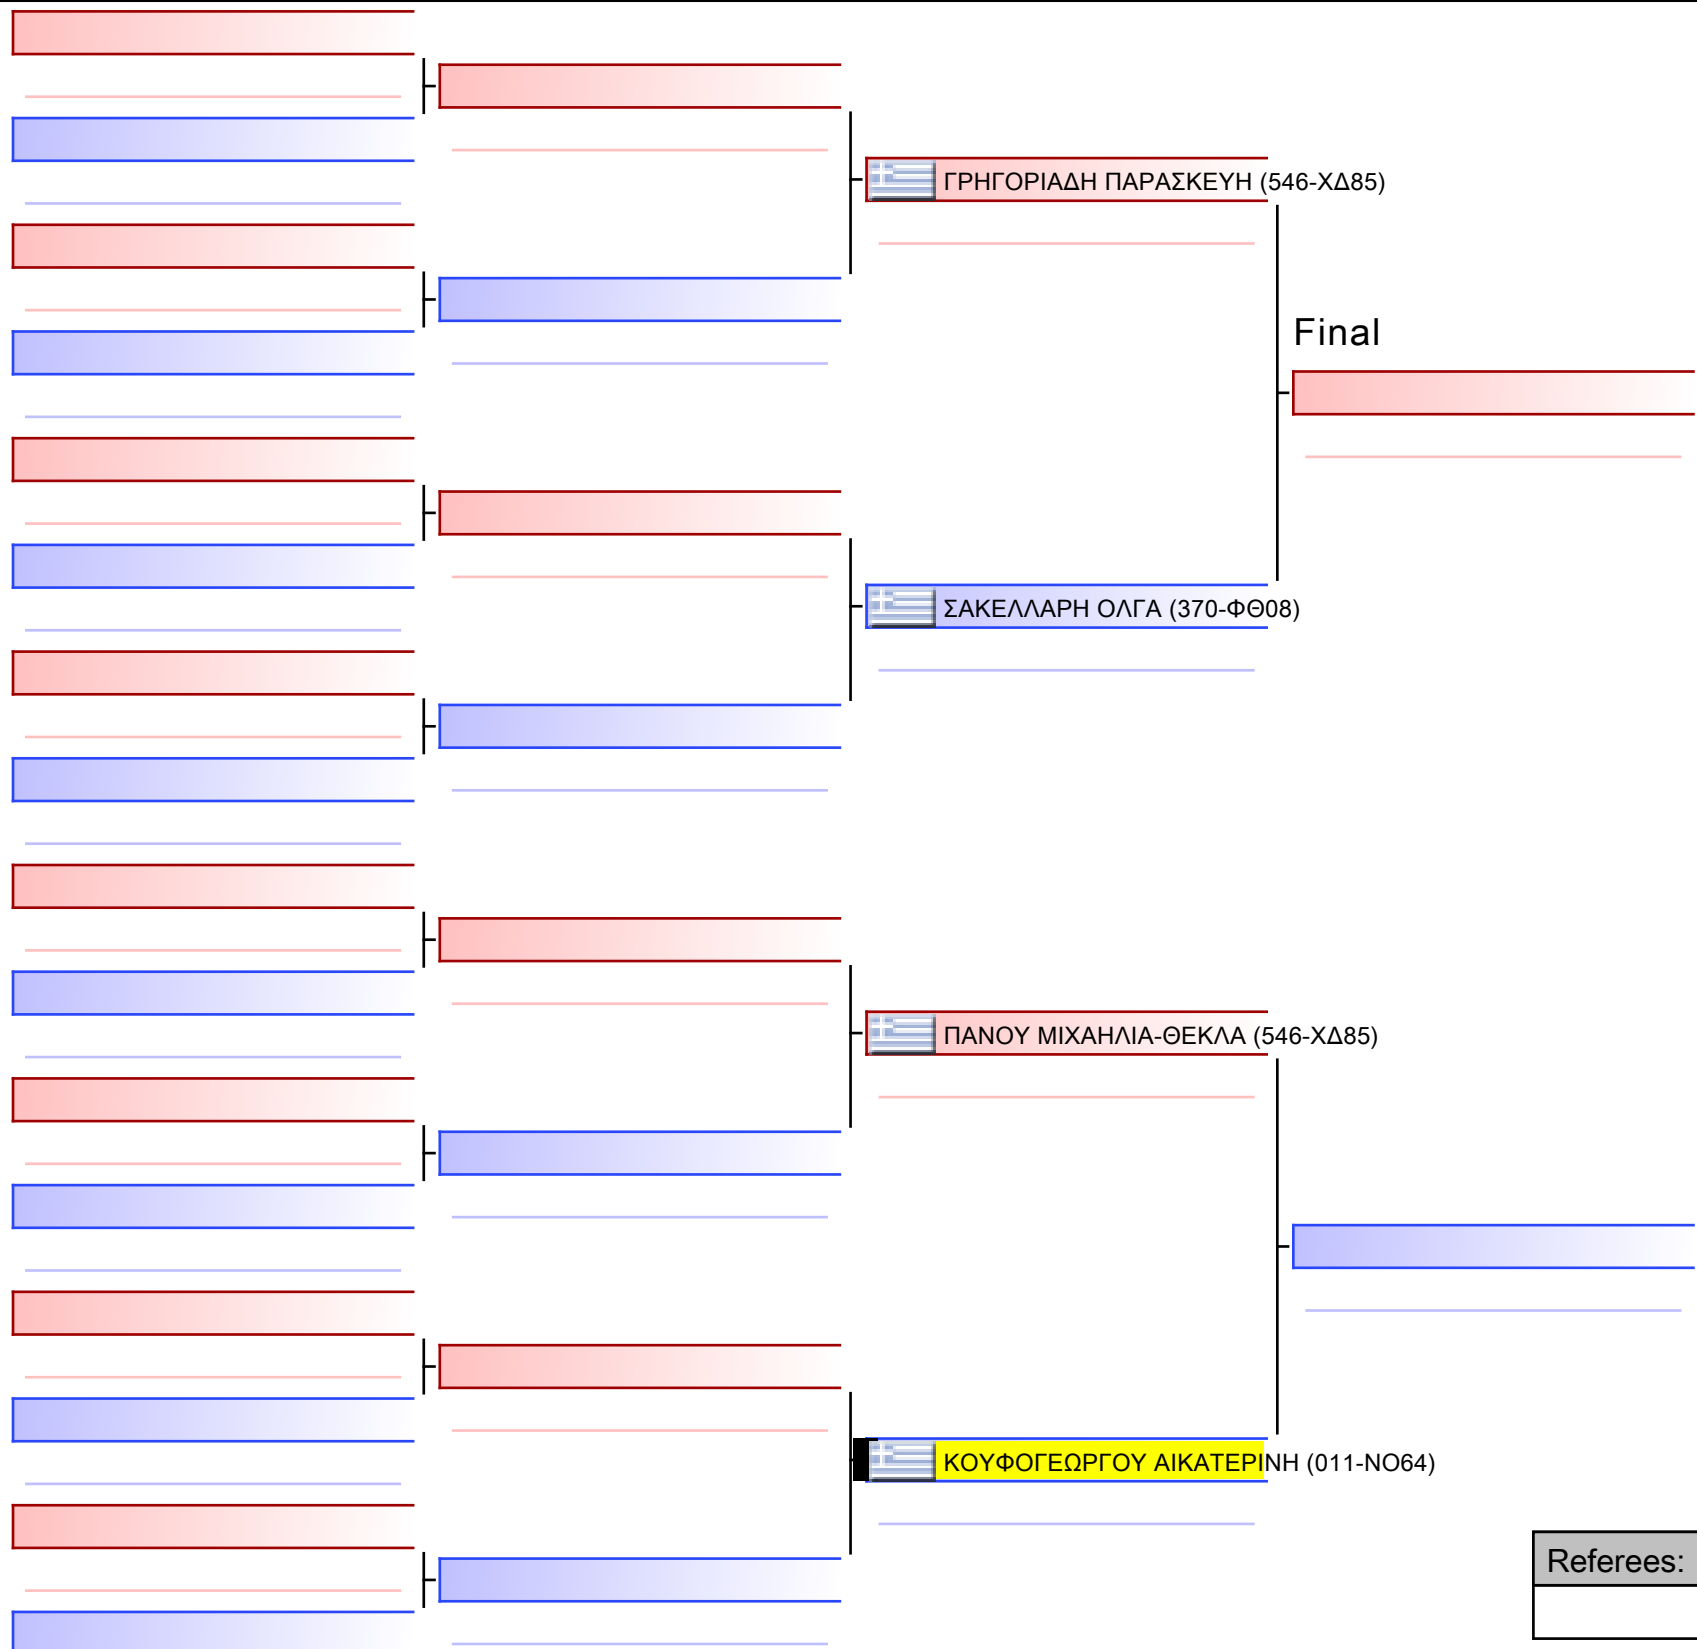 ΓΡΗΓΟΡΙΑΔΗ ΠΑΡΑΣΚΕΥΗ (546-ΧΔ85)
Final
ΣΑΚΕΛΛΑΡΗ ΟΛΓΑ (370-ΦΘ08)
ΠΑΝΟΥ ΜΙΧΑΗΛΙΑ-ΘΕΚΛΑ (546-ΧΔ85)
ΚΟΥΦΟΓΕΩΡΓΟΥ ΑΙΚΑΤΕΡΙΝΗ (011-ΝΟ64)
Referees: